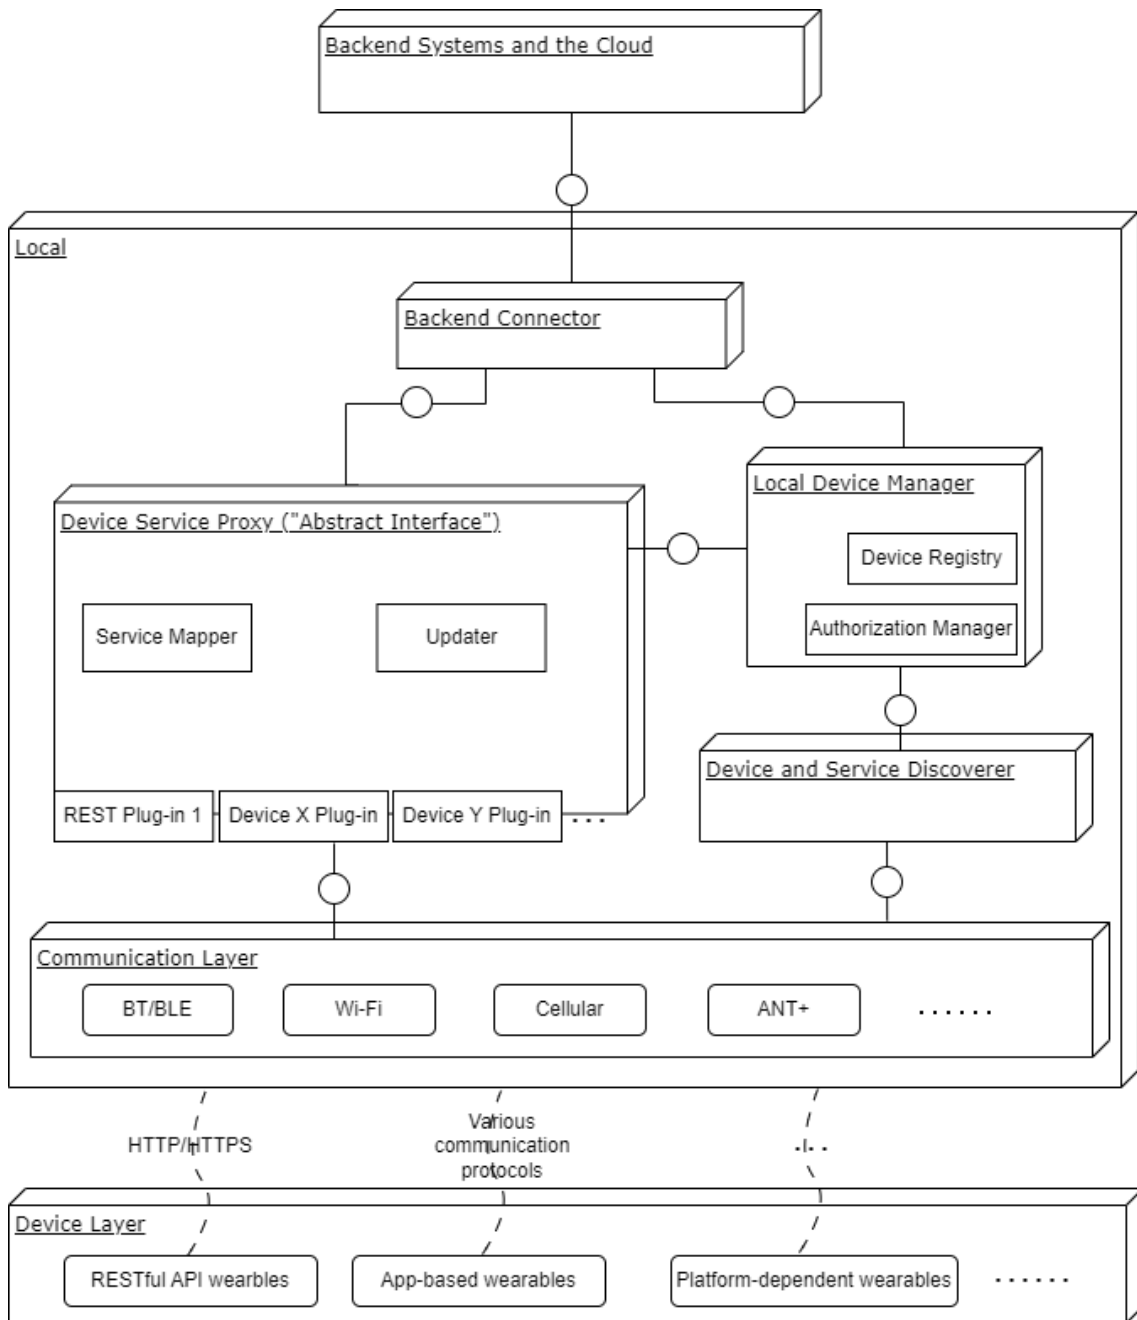 Backend Systems and the Cloud
Local
Backend Connector
Local Device Manager
Device Service Proxy ("Abstract Interface")
Device Registry
Service Mapper
Updater
Authorization Manager
Device and Service Discoverer
REST Plug-in 1
Device X Plug-in
Device Y Plug-in
. . .
Communication Layer
BT/BLE
Wi-Fi
Cellular
ANT+
. . . . . .
HTTP/HTTPS
Various
communication
protocols
. . .
Device Layer
RESTful API wearbles
App-based wearables
Platform-dependent wearables
. . . . . .